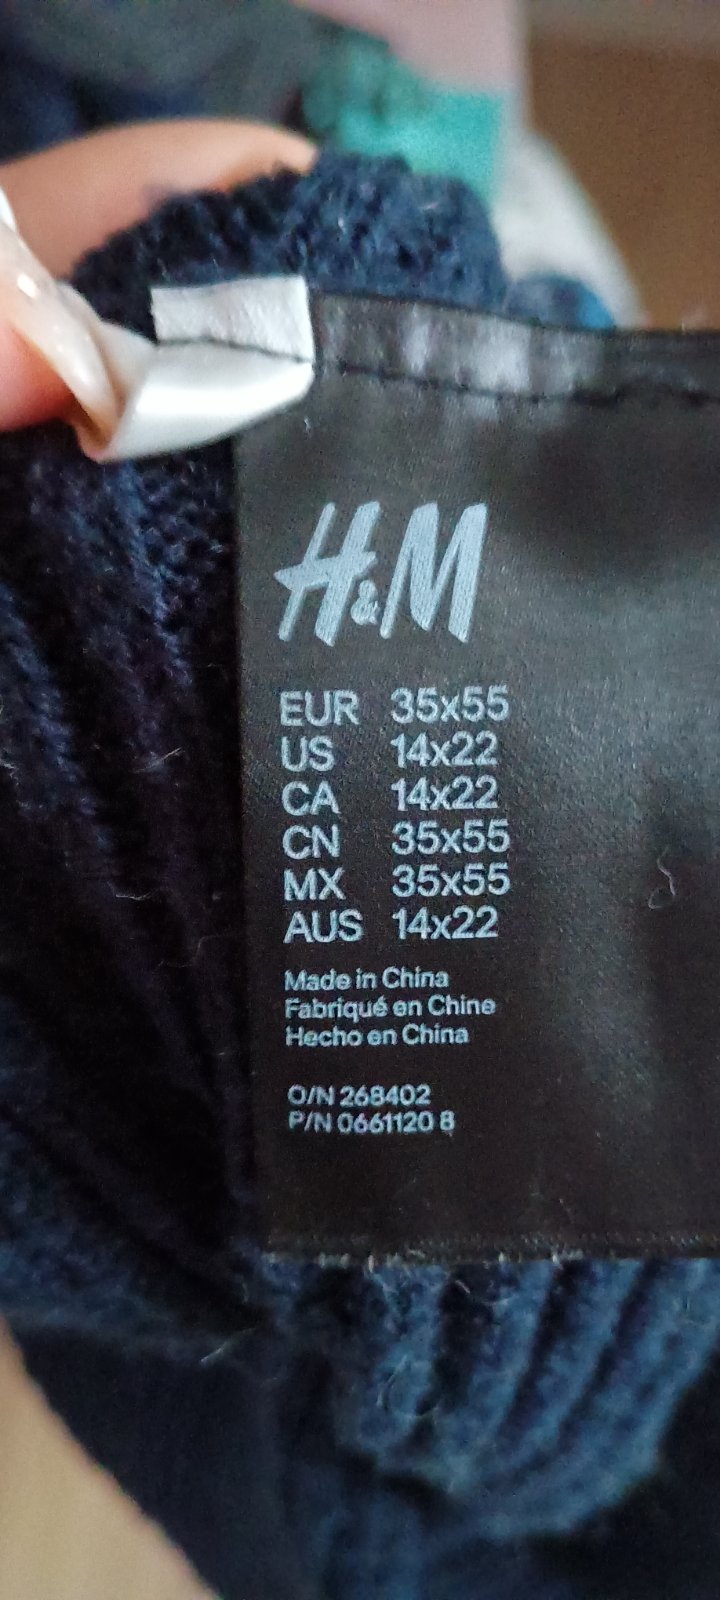 H&M
EUR 35x55
US 14x22
CA 14x22
CN 35x55
MX 35x55
AUS 14x22
Made in China
Fabriqué en Chine
Hecho en China
O/N 268402
P/N 0661120 8